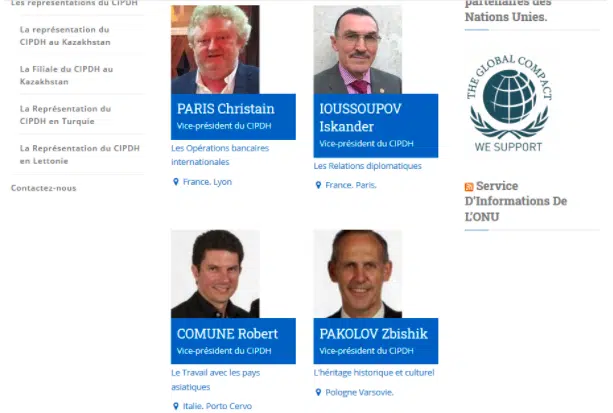 Les représentations du CIPDH
La représentation du
CIPDH au Kazakhstan
La Filiale du CIPDH au
Kazakhstan
La Représentation du
CIPDH en Turquie
La Représentation du CIPDH
en Lettonie
Contactez-nous
PARIS Christain
Vice-président du CIPDH
Les Opérations bancaires
internationales
France, Lyon
IOUSSOUPOV
Iskander
Vice-président du CIPDH
Les Relations diplomatiques
France, Paris,
COMUNE Robert
Vice-président du CIPDH
Le Travail avec les pays
asiatiques
Italie, Porto Cervo
PAKOLOV Zbishik
Vice-président du CIPDH
L'héritage historique et culturel
Pologne Varsovie,
partenaires des
Nations Unies.
THE GLOBAL COMPACT
WE SUPPORT
Service
D'Informations De
L'ONU